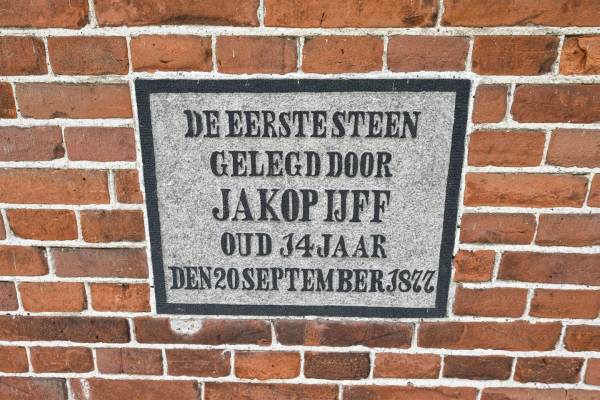 DE EERSTE STEEN
GELEGD DOOR
JAKOP IJFF
OUD 14 JAAR
DEN 20 SEPTEMBER 1877